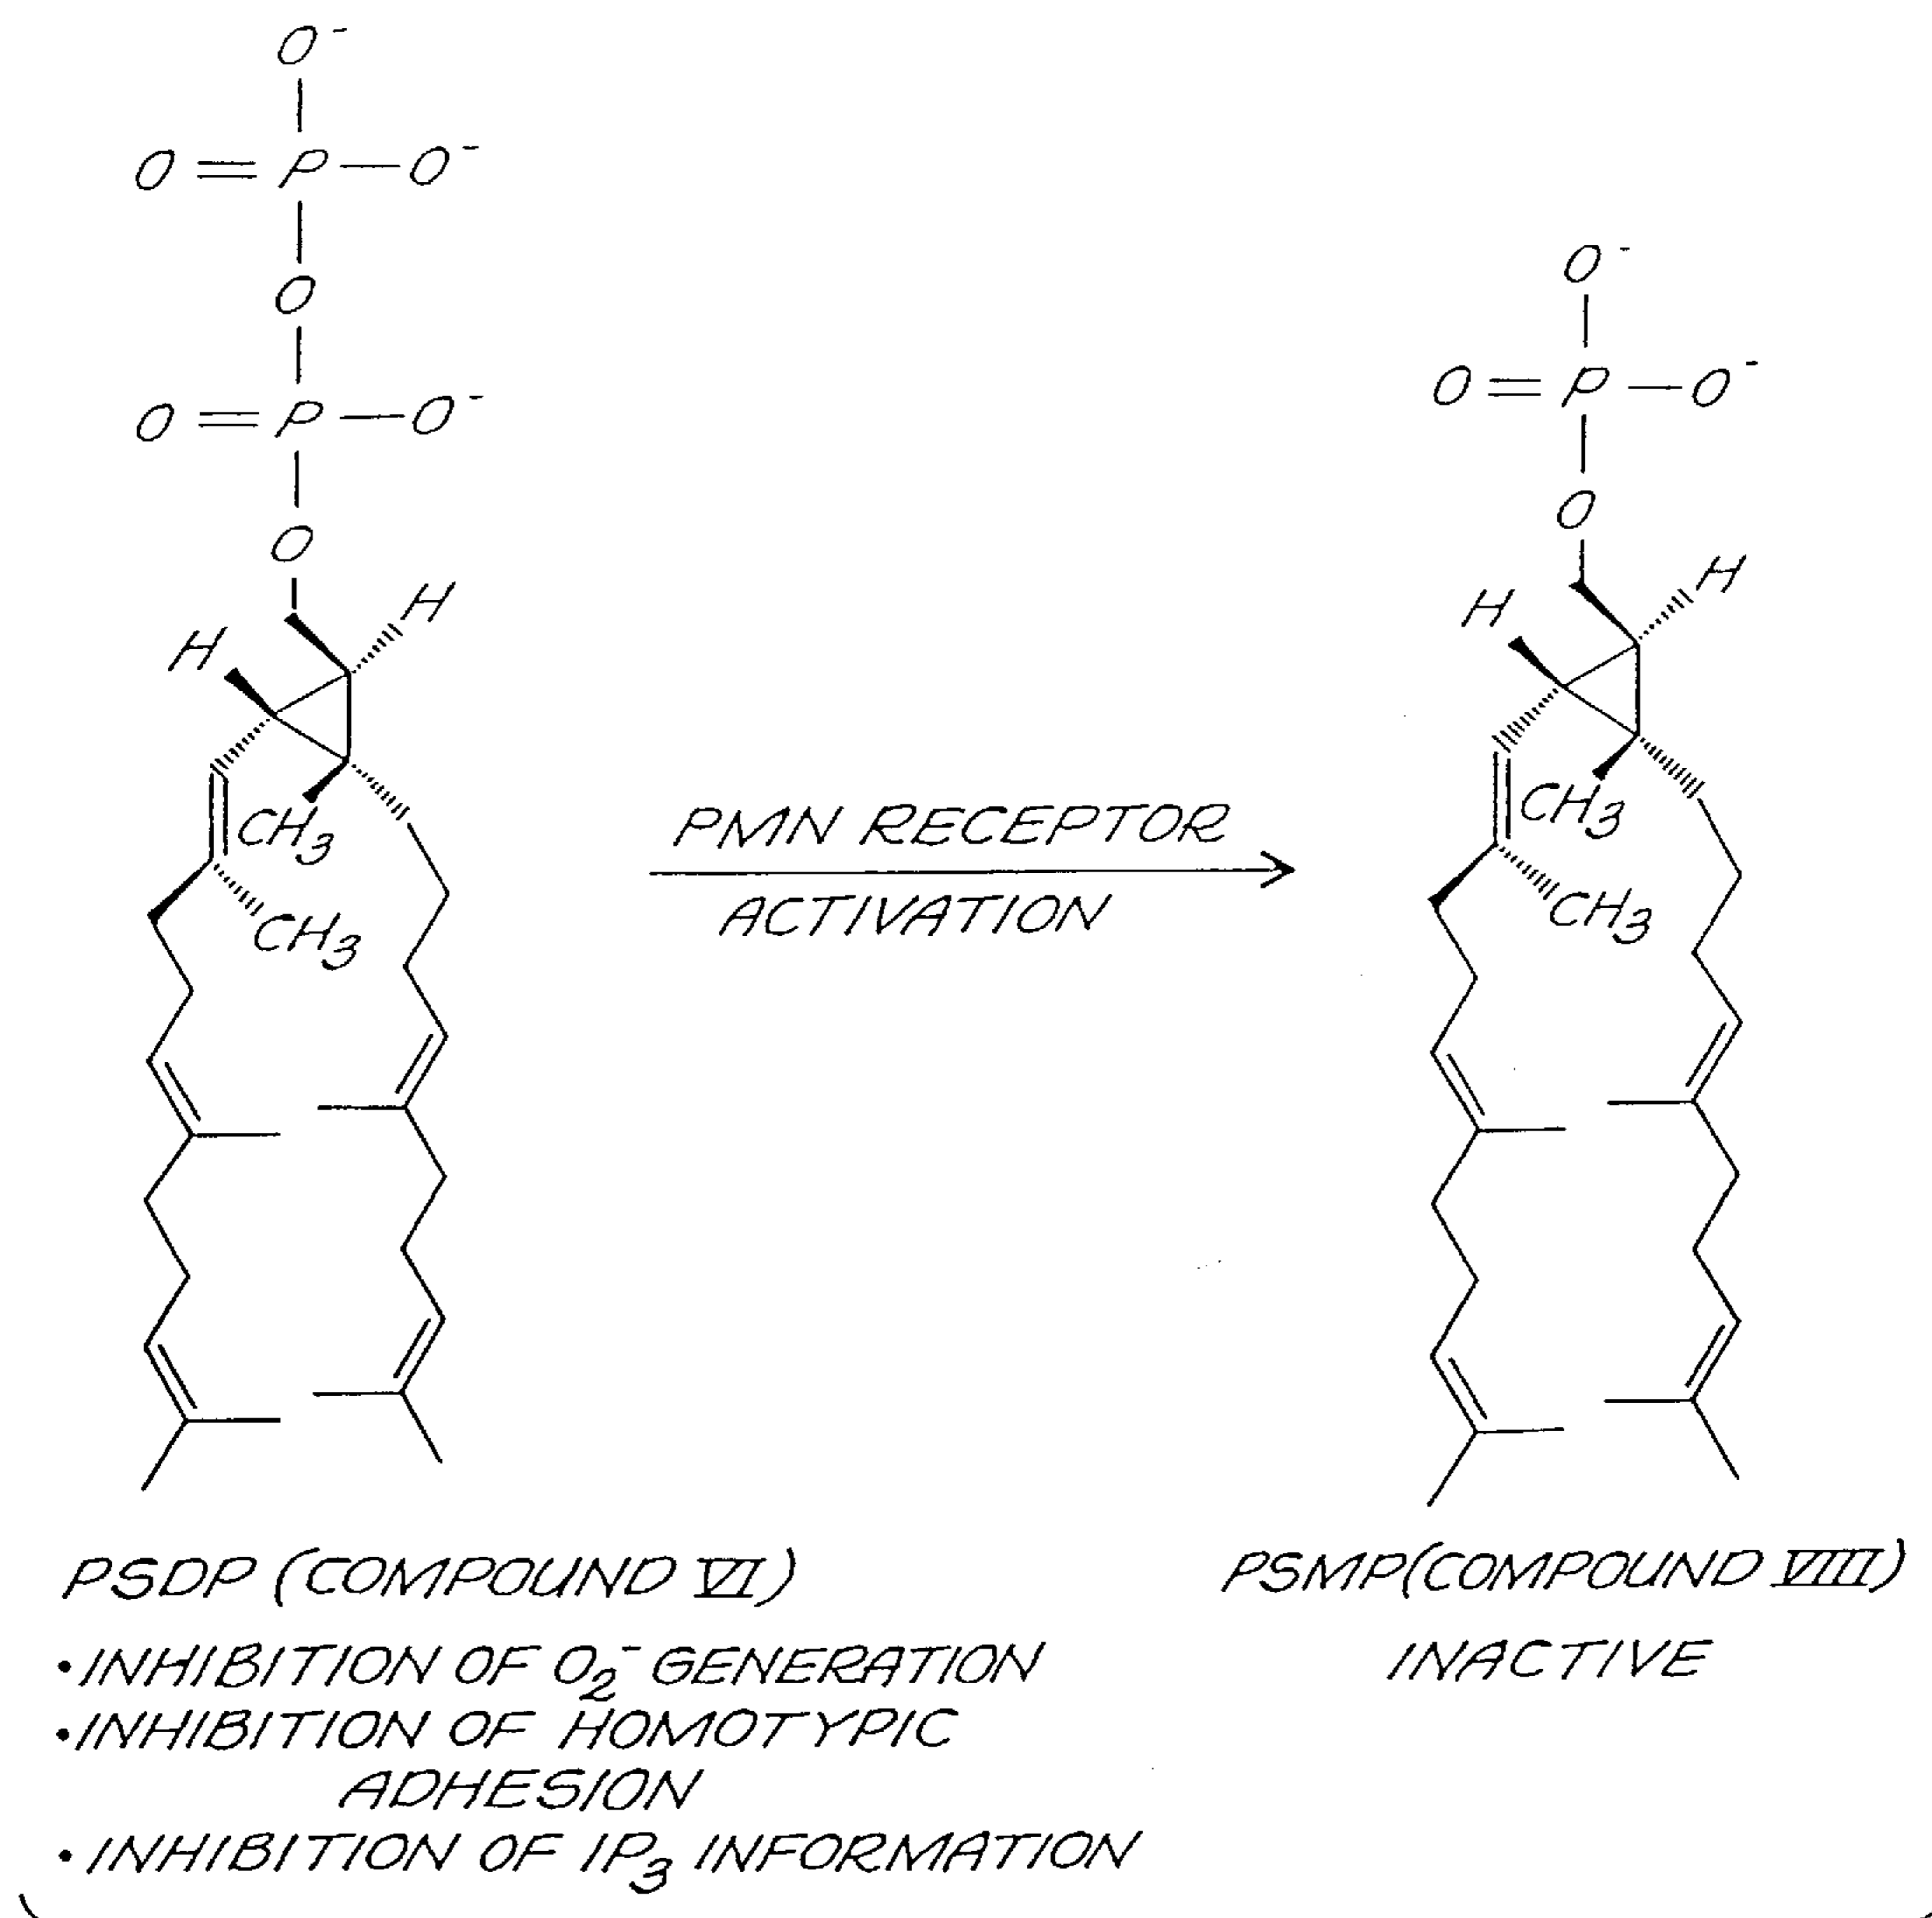 O⁻
O = P — O⁻
O
O = P — O⁻
O
H H
CH₃
CH₃
PMN RECEPTOR
ACTIVATION
O⁻
O = P — O⁻
O
H H
CH₃
CH₃
PSDP (COMPOUND VI)
• INHIBITION OF O₂⁻ GENERATION
• INHIBITION OF HOMOTYPIC
ADHESION
• INHIBITION OF IP₃ INFORMATION
PSMP (COMPOUND VIII)
INACTIVE